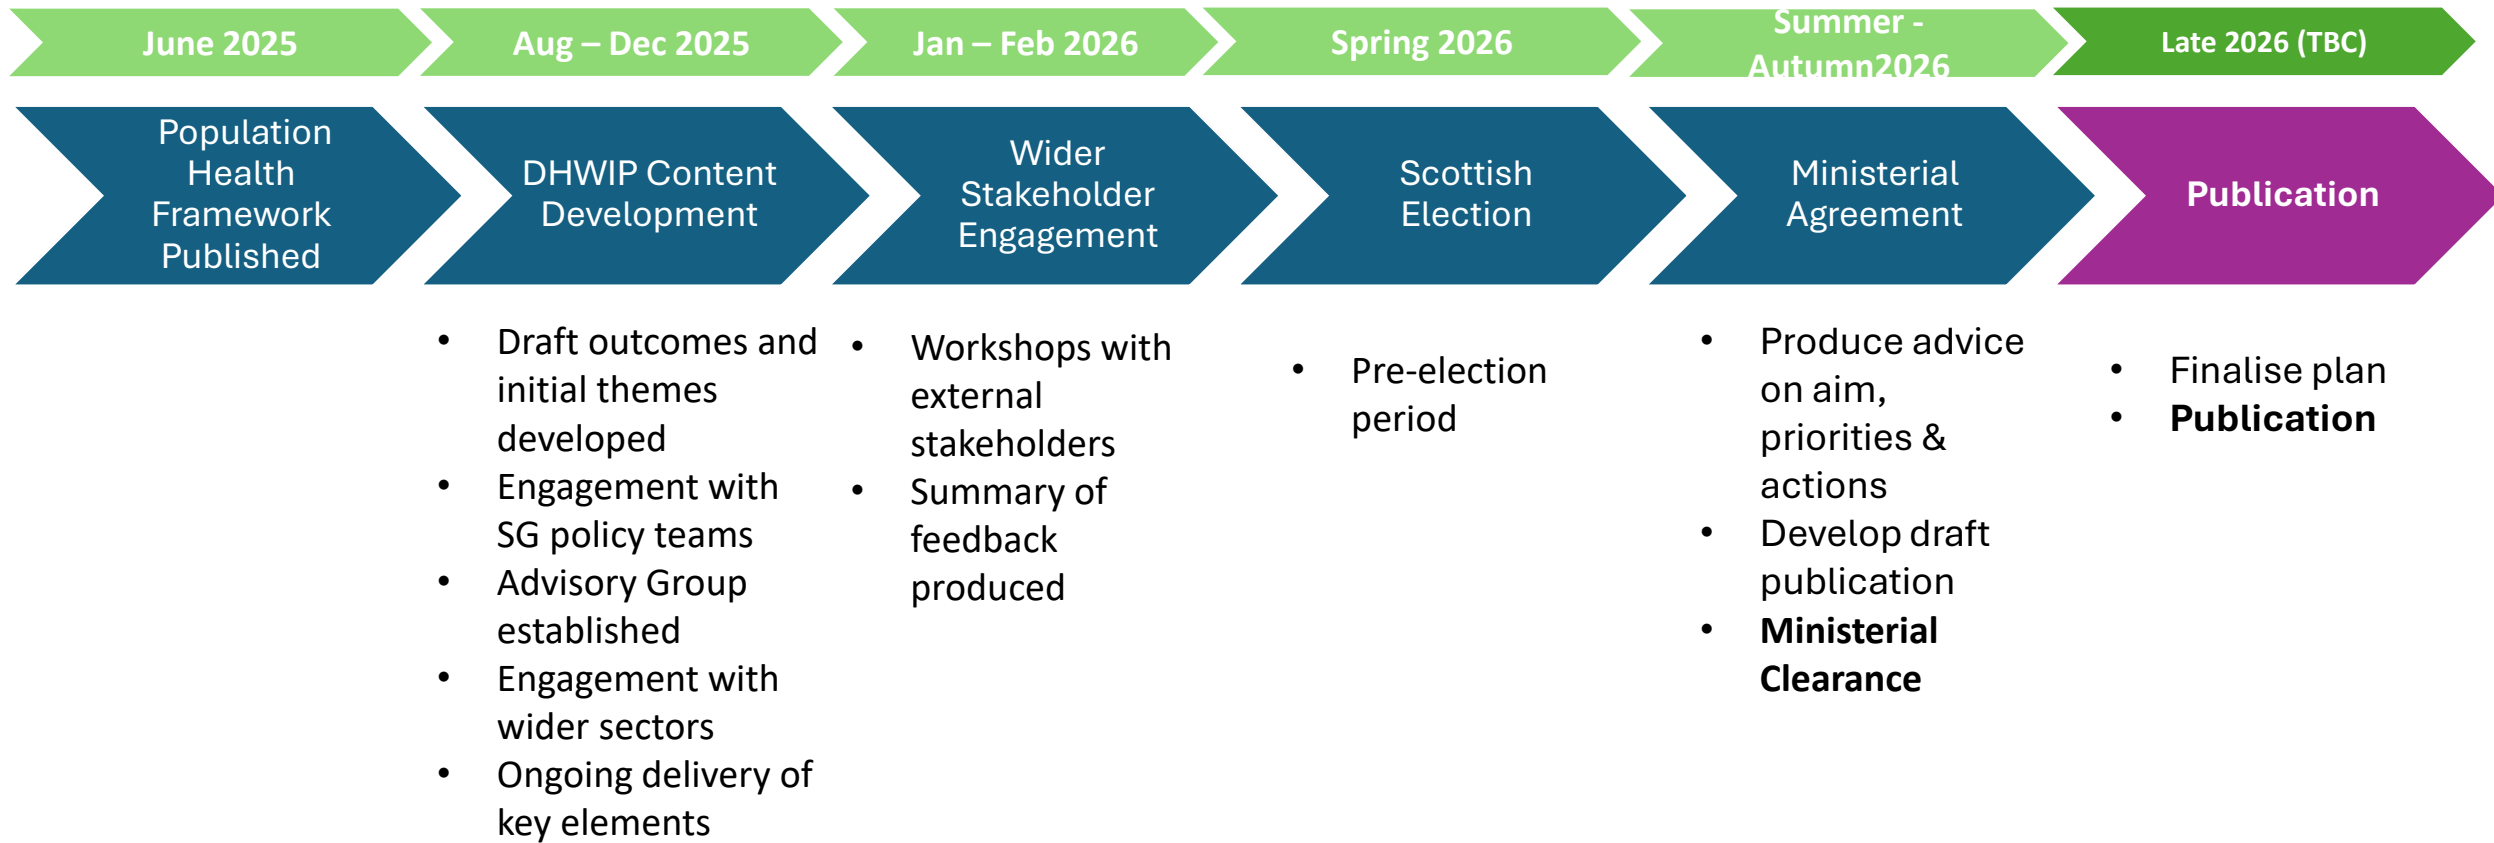 June 2025
Aug – Dec 2025
Jan – Feb 2026
Spring 2026
Summer -
Autumn2026
Late 2026 (TBC)
Population
Health
Framework
Published
DHWIP Content
Development
Wider
Stakeholder
Engagement
Scottish
Election
Ministerial
Agreement
Publication
• Draft outcomes and
initial themes
developed
• Engagement with
SG policy teams
• Advisory Group
established
• Engagement with
wider sectors
• Ongoing delivery of
key elements
• Workshops with
external
stakeholders
• Summary of
feedback
produced
• Pre-election
period
• Produce advice
on aim,
priorities &
actions
• Develop draft
publication
• Ministerial
Clearance
• Finalise plan
• Publication